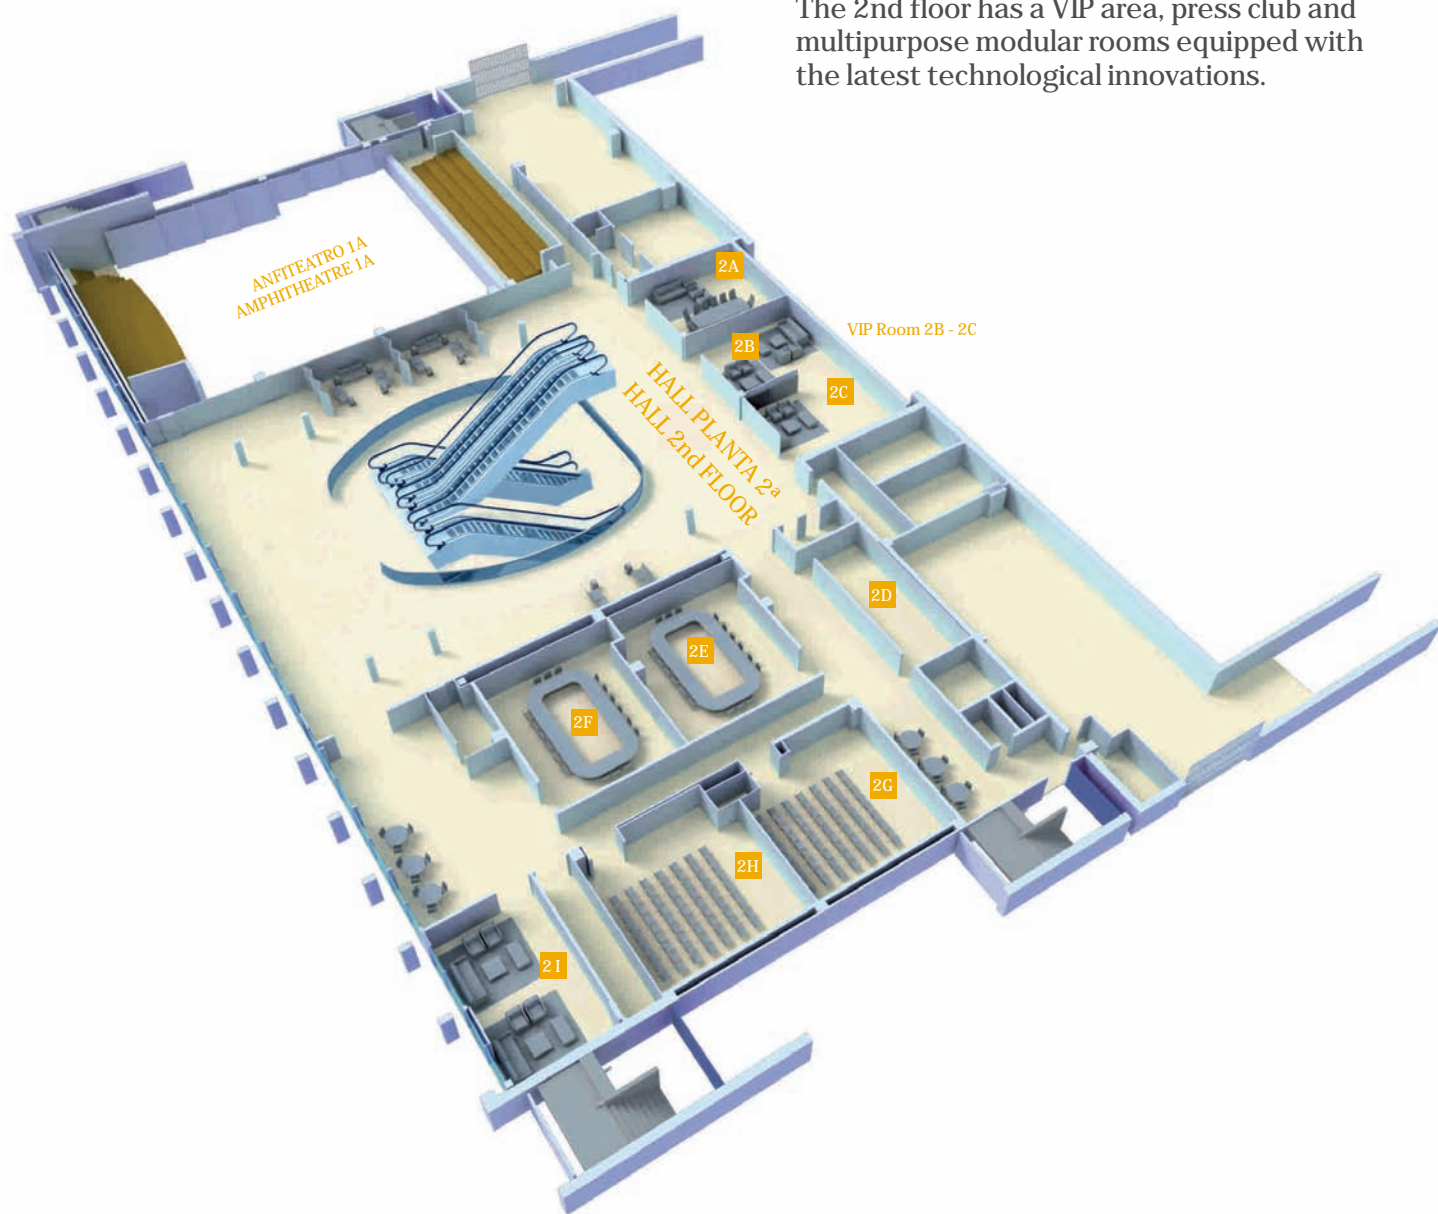 The 2nd floor has a VIP area, press club and
multipurpose modular rooms equipped with
the latest technological innovations.
ANFITEATRO 1A
AMPHITHEATRE 1A
2A
VIP Room 2B - 2C
2B
2C
HALL PLANTA 2ª
HALL 2nd FLOOR
2D
2E
2F
2G
2H
2I